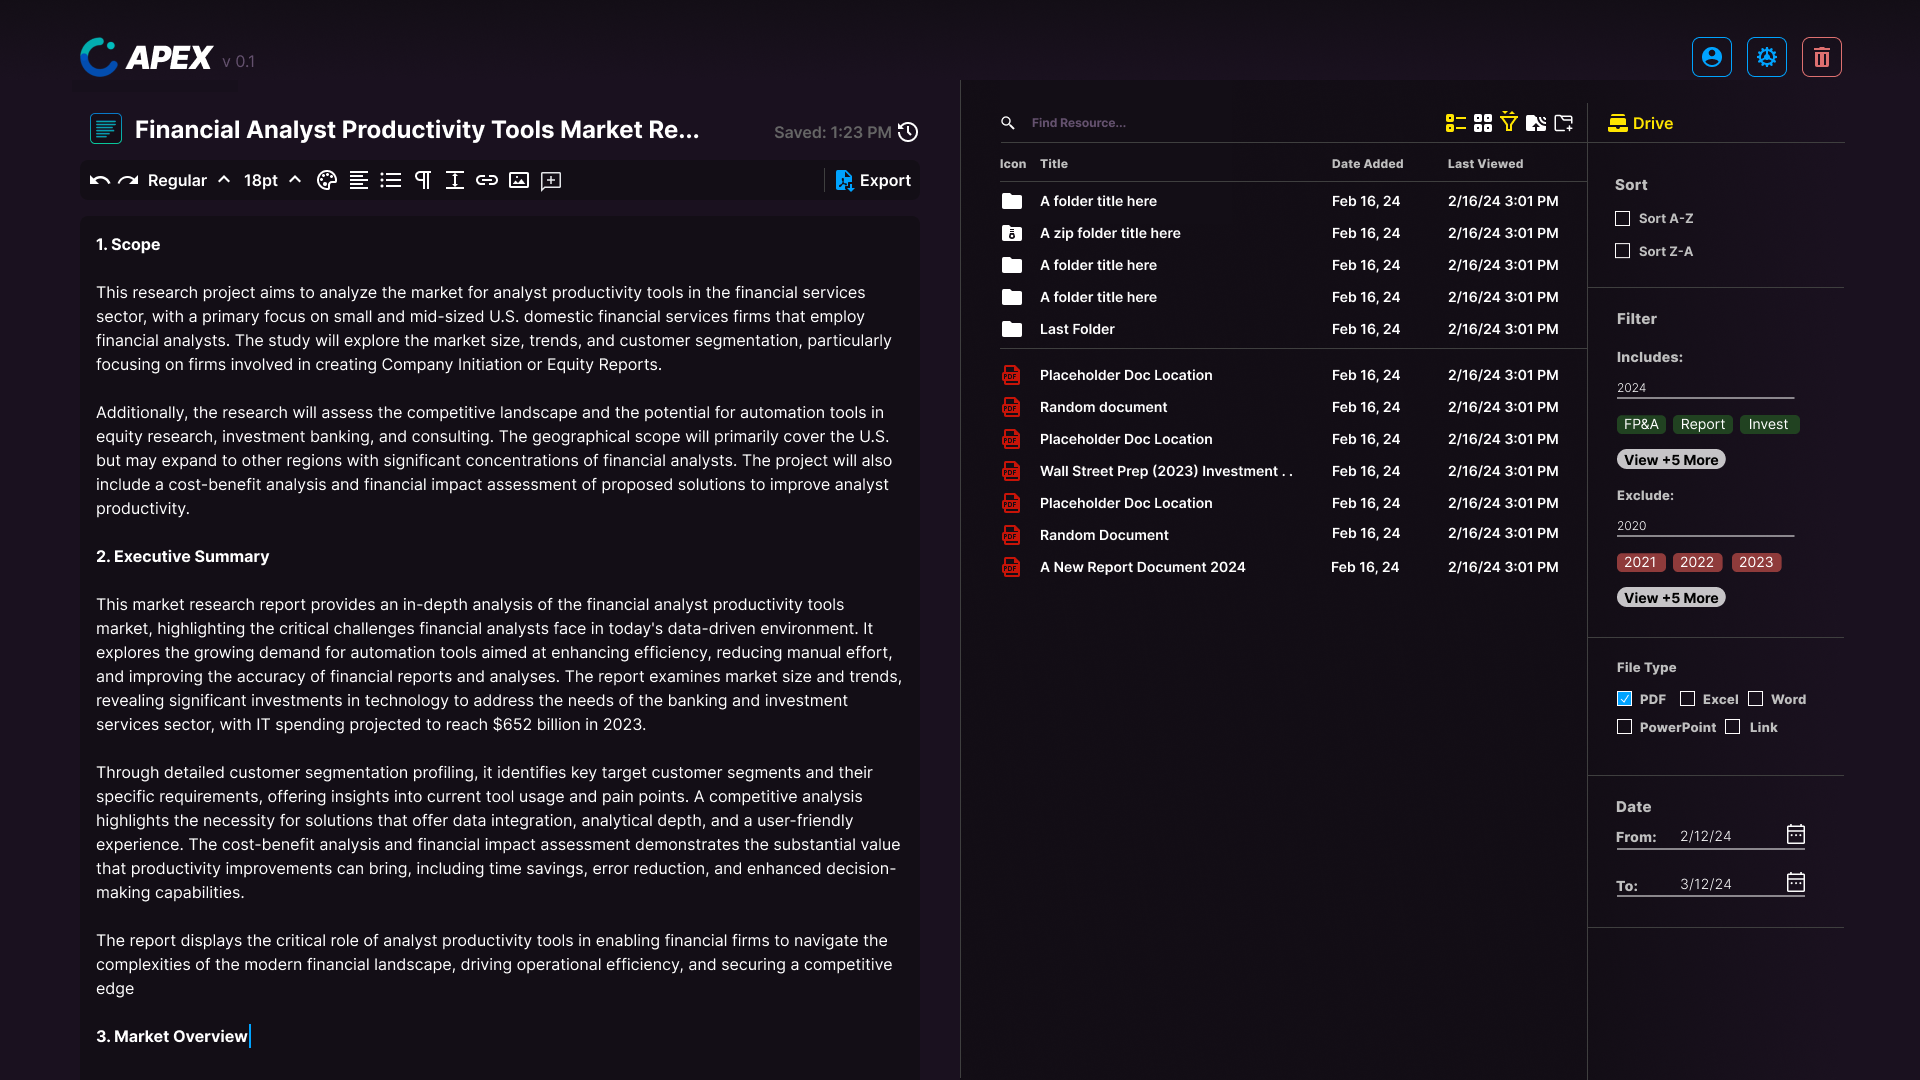 APEX v 0.1
Financial Analyst Productivity Tools Market Re...
Saved: 1:23 PM
Regular
18pt
Export
1. Scope
This research project aims to analyze the market for analyst productivity tools in the financial services
sector, with a primary focus on small and mid-sized U.S. domestic financial services firms that employ
financial analysts. The study will explore the market size, trends, and customer segmentation, particularly
focusing on firms involved in creating Company Initiation or Equity Reports.
Additionally, the research will assess the competitive landscape and the potential for automation tools in
equity research, investment banking, and consulting. The geographical scope will primarily cover the U.S.
but may expand to other regions with significant concentrations of financial analysts. The project will also
include a cost-benefit analysis and financial impact assessment of proposed solutions to improve analyst
productivity.
2. Executive Summary
This market research report provides an in-depth analysis of the financial analyst productivity tools
market, highlighting the critical challenges financial analysts face in today's data-driven environment. It
explores the growing demand for automation tools aimed at enhancing efficiency, reducing manual effort,
and improving the accuracy of financial reports and analyses. The report examines market size and trends,
revealing significant investments in technology to address the needs of the banking and investment
services sector, with IT spending projected to reach $652 billion in 2023.
Through detailed customer segmentation profiling, it identifies key target customer segments and their
specific requirements, offering insights into current tool usage and pain points. A competitive analysis
highlights the necessity for solutions that offer data integration, analytical depth, and a user-friendly
experience. The cost-benefit analysis and financial impact assessment demonstrates the substantial value
that productivity improvements can bring, including time savings, error reduction, and enhanced decision-
making capabilities.
The report displays the critical role of analyst productivity tools in enabling financial firms to navigate the
complexities of the modern financial landscape, driving operational efficiency, and securing a competitive
edge
3. Market Overview
Find Resource...
Icon Title Date Added Last Viewed
A folder title here Feb 16, 24 2/16/24 3:01 PM
A zip folder title here Feb 16, 24 2/16/24 3:01 PM
A folder title here Feb 16, 24 2/16/24 3:01 PM
A folder title here Feb 16, 24 2/16/24 3:01 PM
Last Folder Feb 16, 24 2/16/24 3:01 PM
PDF Placeholder Doc Location Feb 16, 24 2/16/24 3:01 PM
PDF Random document Feb 16, 24 2/16/24 3:01 PM
PDF Placeholder Doc Location Feb 16, 24 2/16/24 3:01 PM
PDF Wall Street Prep (2023) Investment . . Feb 16, 24 2/16/24 3:01 PM
PDF Placeholder Doc Location Feb 16, 24 2/16/24 3:01 PM
PDF Random Document Feb 16, 24 2/16/24 3:01 PM
PDF A New Report Document 2024 Feb 16, 24 2/16/24 3:01 PM
Drive
Sort
Sort A-Z
Sort Z-A
Filter
Includes:
2024
FP&A Report Invest
View +5 More
Exclude:
2020
2021 2022 2023
View +5 More
File Type
PDF Excel Word
PowerPoint Link
Date
From: 2/12/24
To: 3/12/24